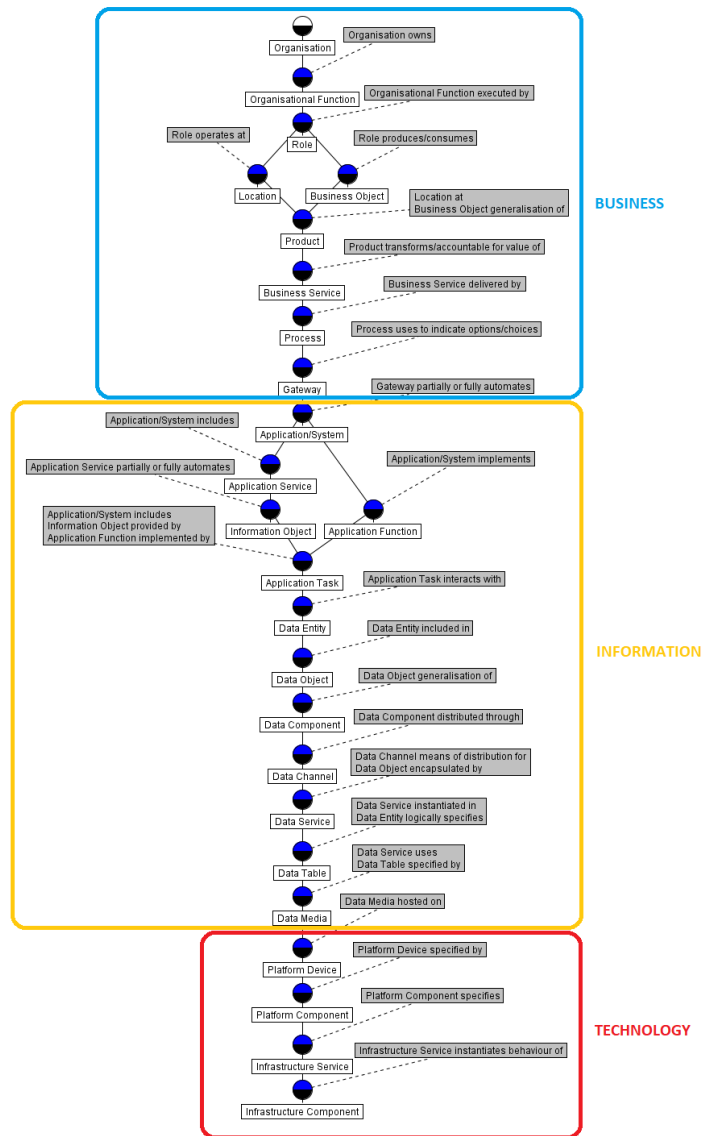 Organisation owns
Organisation
Organisational Function executed by
Organisational Function
Role operates at
Role produces/consumes
Role
Location
Business Object
Location at
Business Object generalisation of
BUSINESS
Product
Product transforms/accountable for value of
Business Service delivered by
Business Service
Process uses to indicate options/choices
Process
Gateway partially or fully automates
Gateway
Application/System includes
Application/System
Application Service partially or fully automates
Application/System implements
Application Service
Application/System includes
Information Object provided by
Application Function implemented by
Information Object
Application Function
Application Task
Application Task interacts with
Data Entity
Data Entity included in
INFORMATION
Data Object
Data Object generalisation of
Data Component
Data Component distributed through
Data Channel
Data Channel means of distribution for
Data Object encapsulated by
Data Service
Data Service instantiated in
Data Entity logically specifies
Data Table
Data Service uses
Data Table specified by
Data Media hosted on
Data Media
Platform Device specified by
Platform Device
Platform Component specifies
Platform Component
TECHNOLOGY
Infrastructure Service instantiates behaviour of
Infrastructure Service
Infrastructure Component